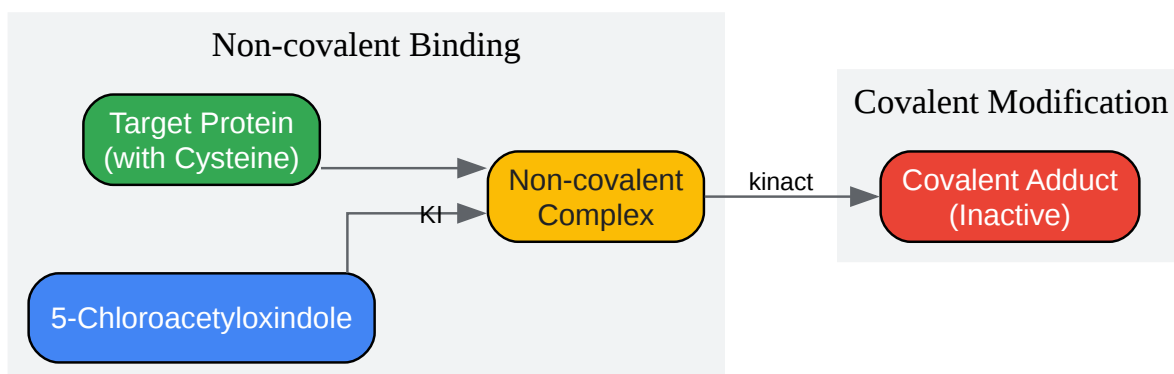 Non-covalent Binding
Target Protein
(with Cysteine)
Non-covalent
Complex
KI
5-Chloroacetyloxindole
kinact
Covalent Modification
Covalent Adduct
(Inactive)